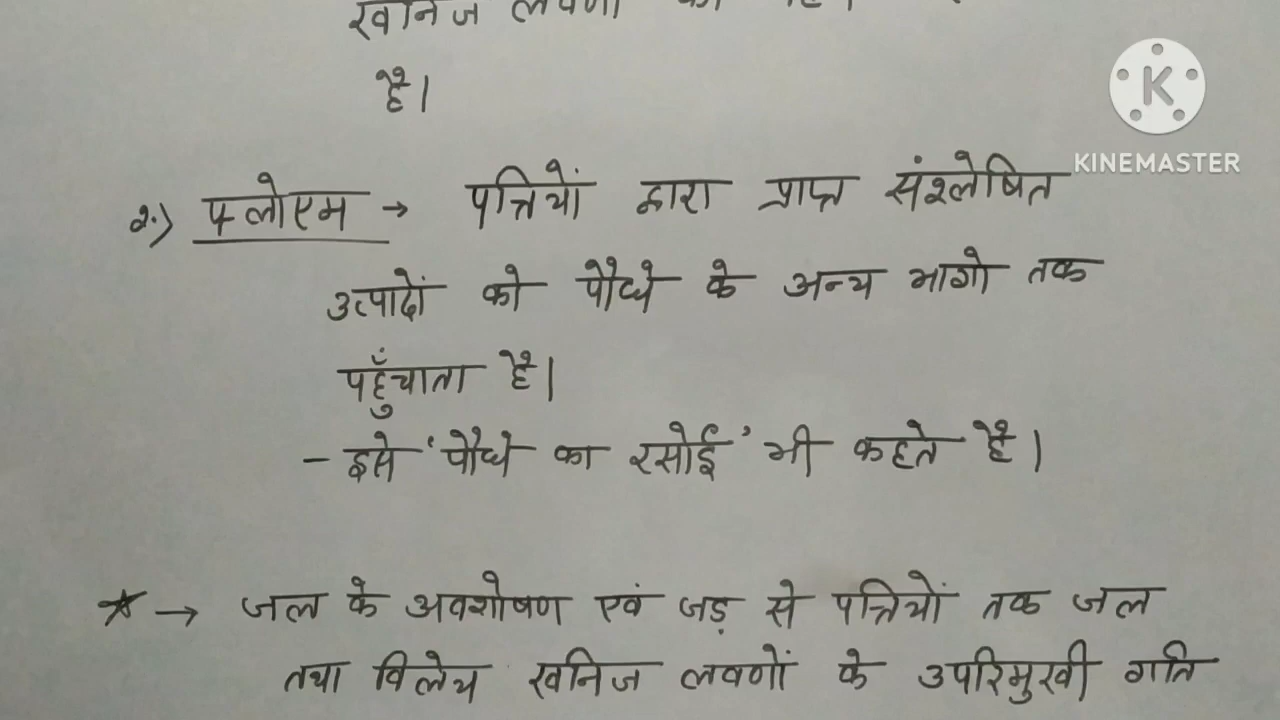 खनिज लवणों
है।
K
KINEMASTER
२.) फ्लोएम → पत्तियों द्वारा प्राप्त संश्लेषित
उत्पादों को पौधे के अन्य भागो तक
पहुँचाता है।
- इसे 'पौधे का रसोई' भी कहते है।
★ → जल के अवशोषण एवं जड़ से पत्तियों तक जल
तथा विलेय खनिज लवणों के उपरिमुखी गति